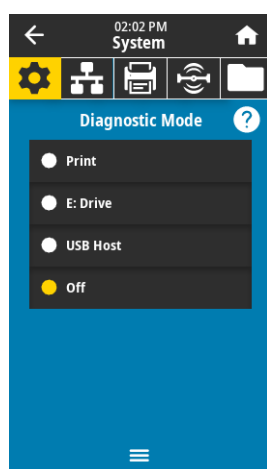 02:02 PM
System
Diagnostic Mode ?
Print
E: Drive
USB Host
Off